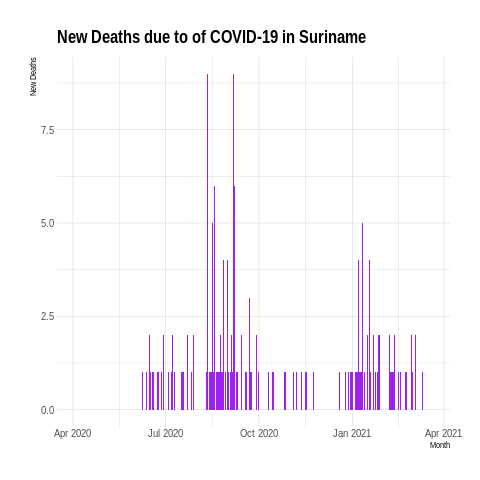 New Deaths due to of COVID-19 in Suriname
New Deaths
7.5
5.0
2.5
0.0
Apr 2020 Jul 2020 Oct 2020 Jan 2021 Apr 2021
Month